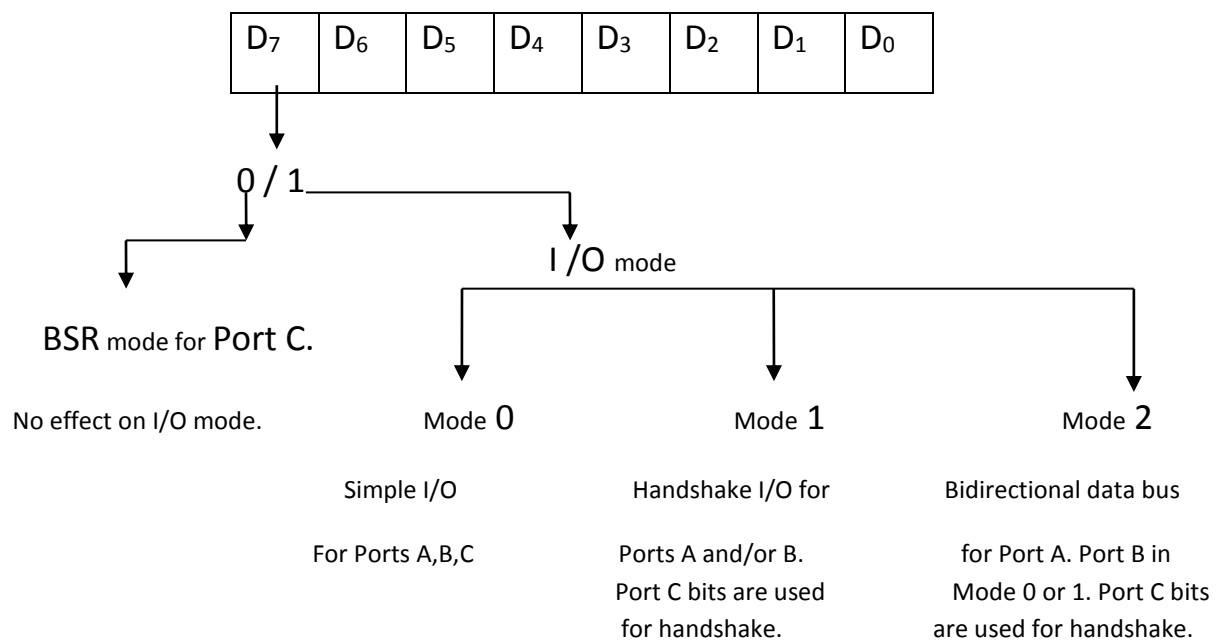 D7 D6 D5 D4 D3 D2 D1 D0
0 / 1
I /O mode
BSR mode for Port C.
No effect on I/O mode.
Mode 0
Simple I/O
For Ports A,B,C
Mode 1
Handshake I/O for
Ports A and/or B.
Port C bits are used
for handshake.
Mode 2
Bidirectional data bus
for Port A. Port B in
Mode 0 or 1. Port C bits
are used for handshake.